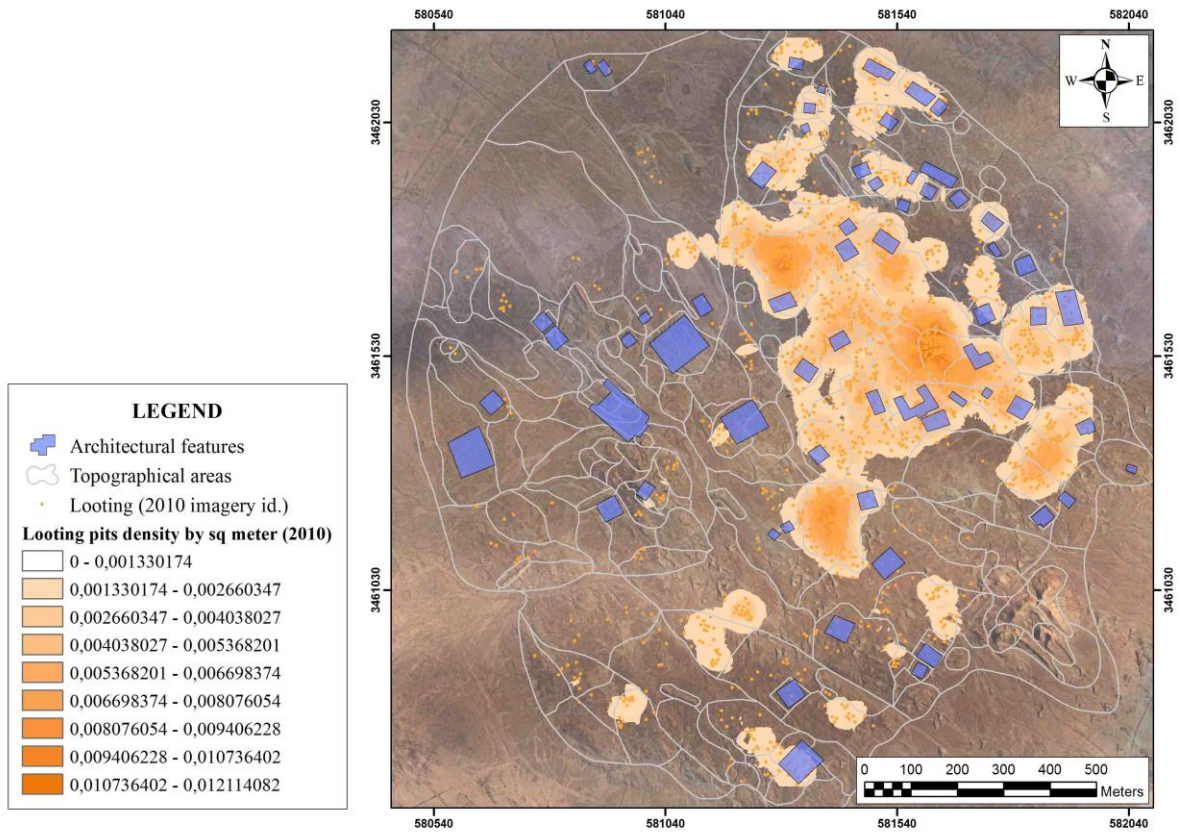 580540 581040 581540 582040
N
W E
S
3462030 3462030
3461530 3461530
3461030 3461030
LEGEND
Architectural features
Topographical areas
Looting (2010 imagery id.)
Looting pits density by sq meter (2010)
0 - 0,001330174
0,001330174 - 0,002660347
0,002660347 - 0,004038027
0,004038027 - 0,005368201
0,005368201 - 0,006698374
0,006698374 - 0,008076054
0,008076054 - 0,009406228
0,009406228 - 0,010736402
0,010736402 - 0,012114082
0 100 200 300 400 500
Meters
580540 581040 581540 582040